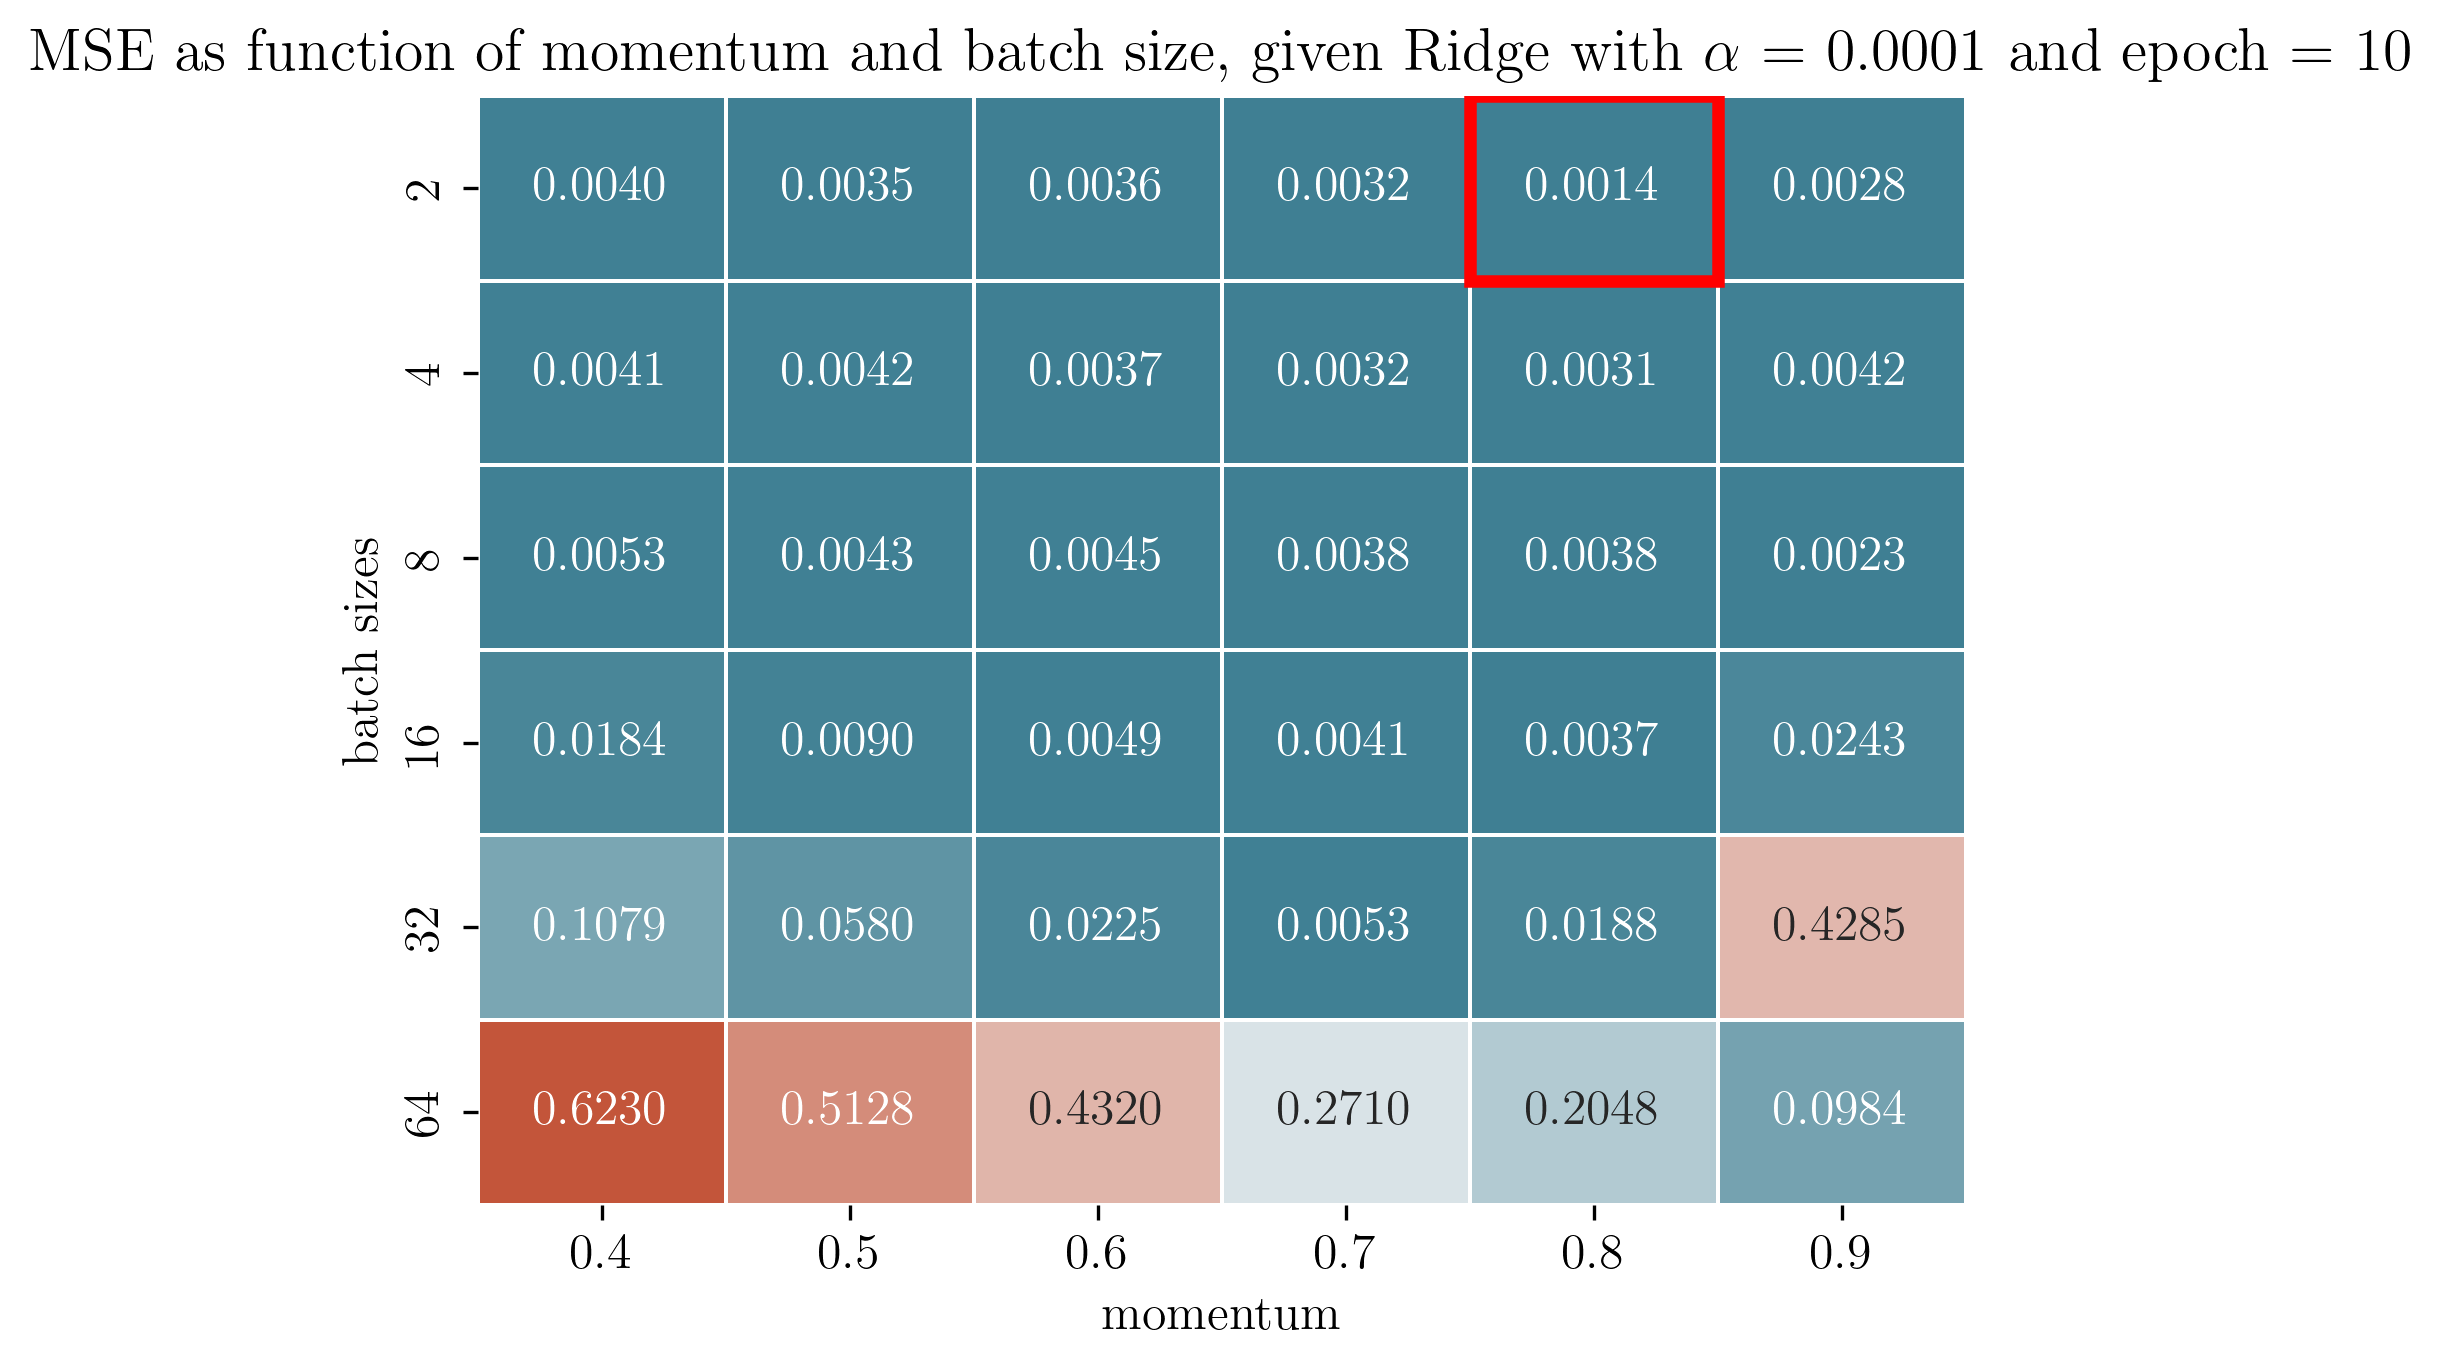 MSE as function of momentum and batch size, given Ridge with α = 0.0001 and epoch = 10
batch sizes
2 0.0040 0.0035 0.0036 0.0032 0.0014 0.0028
4 0.0041 0.0042 0.0037 0.0032 0.0031 0.0042
8 0.0053 0.0043 0.0045 0.0038 0.0038 0.0023
16 0.0184 0.0090 0.0049 0.0041 0.0037 0.0243
32 0.1079 0.0580 0.0225 0.0053 0.0188 0.4285
64 0.6230 0.5128 0.4320 0.2710 0.2048 0.0984
0.4 0.5 0.6 0.7 0.8 0.9
momentum